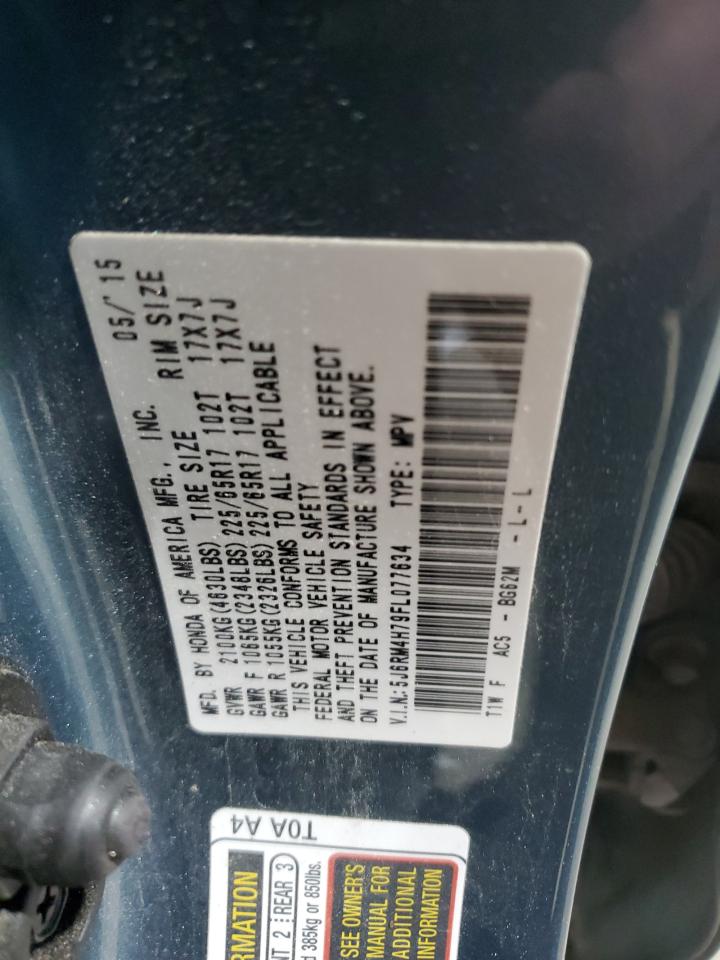 MFD. BY HONDA OF AMERICA MFG., INC. 05/'15
GVWR 2100KG(4630LBS) TIRE SIZE RIM SIZE
GAWR F 1065KG(2348LBS) 225/65R17 102T 17X7J
GAWR R 1055KG(2326LBS) 225/65R17 102T 17X7J
THIS VEHICLE CONFORMS TO ALL APPLICABLE
FEDERAL MOTOR VEHICLE SAFETY
AND THEFT PREVENTION STANDARDS IN EFFECT
ON THE DATE OF MANUFACTURE SHOWN ABOVE.
V.I.N.: 5J6RM4H79FL077634 TYPE: MPV
T1W F AC5 - BG62M - L-L
T0A A4
RMATION
2 REAR 3
385kg or 850lbs.
SEE OWNER'S
MANUAL FOR
ADDITIONAL
INFORMATION